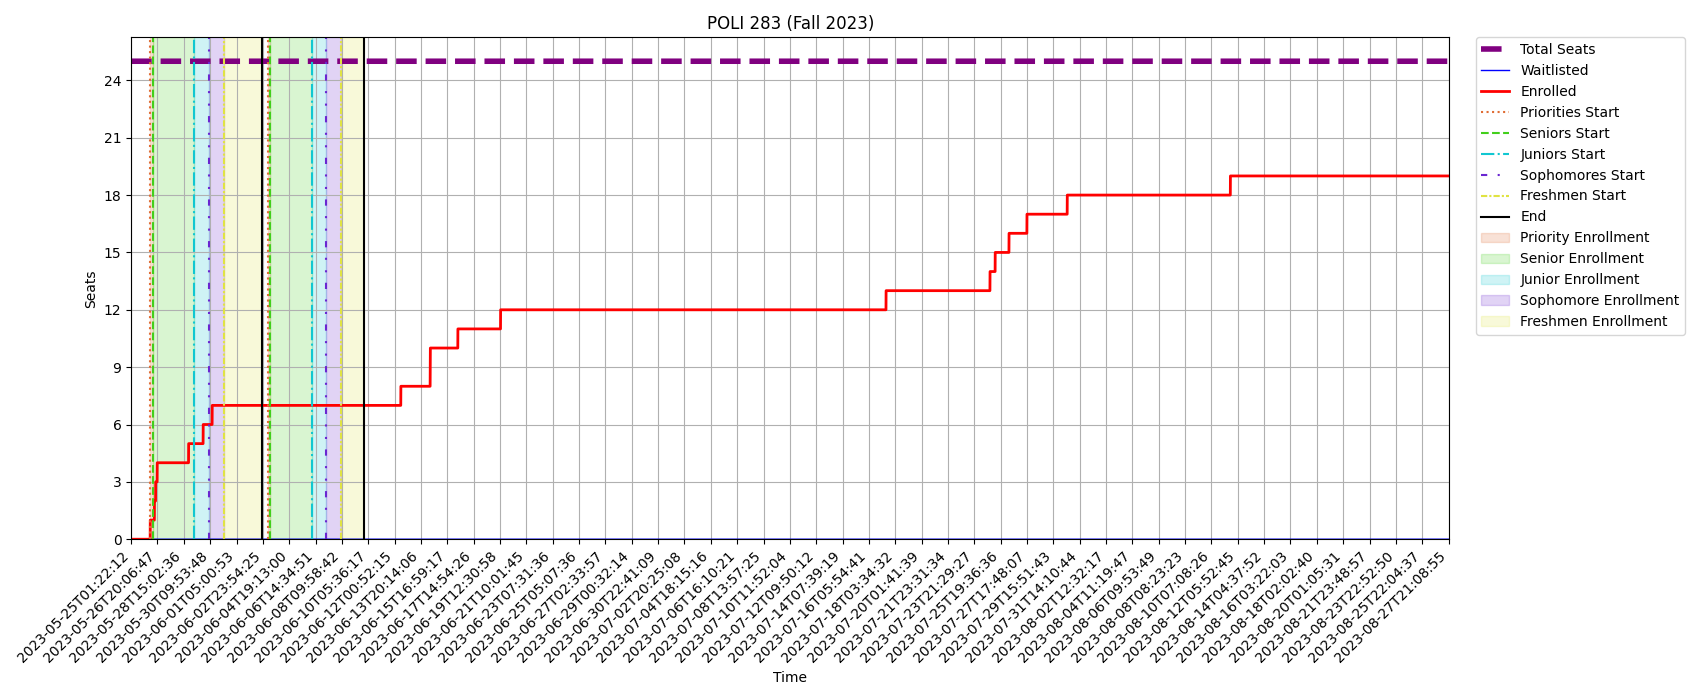 POLI 283 (Fall 2023)
Seats
24
21
18
15
12
9
6
3
0
2023-05-25T01:22:12
2023-05-26T20:06:47
2023-05-28T15:02:36
2023-05-30T09:53:48
2023-06-01T05:00:53
2023-06-02T23:54:25
2023-06-04T19:13:00
2023-06-06T14:34:51
2023-06-08T09:58:42
2023-06-10T05:36:17
2023-06-12T00:52:15
2023-06-13T20:14:06
2023-06-15T16:59:17
2023-06-17T14:54:26
2023-06-19T12:30:58
2023-06-21T10:01:45
2023-06-23T07:31:36
2023-06-25T05:07:36
2023-06-27T02:33:57
2023-06-29T00:32:14
2023-06-30T22:41:09
2023-07-02T20:25:08
2023-07-04T18:15:16
2023-07-06T16:10:21
2023-07-08T13:57:25
2023-07-10T11:52:04
2023-07-12T09:50:12
2023-07-14T07:39:19
2023-07-16T05:54:41
2023-07-18T03:34:32
2023-07-20T01:41:39
2023-07-21T23:31:34
2023-07-23T21:29:27
2023-07-25T19:36:36
2023-07-27T17:48:07
2023-07-29T15:51:43
2023-07-31T14:10:44
2023-08-02T12:32:17
2023-08-04T11:19:47
2023-08-06T09:53:49
2023-08-08T08:23:23
2023-08-10T07:08:26
2023-08-12T05:52:45
2023-08-14T04:37:52
2023-08-16T03:22:03
2023-08-18T02:02:40
2023-08-20T01:05:31
2023-08-21T23:48:57
2023-08-23T22:52:50
2023-08-25T22:04:37
2023-08-27T21:08:55
Time
Total Seats
Waitlisted
Enrolled
Priorities Start
Seniors Start
Juniors Start
Sophomores Start
Freshmen Start
End
Priority Enrollment
Senior Enrollment
Junior Enrollment
Sophomore Enrollment
Freshmen Enrollment